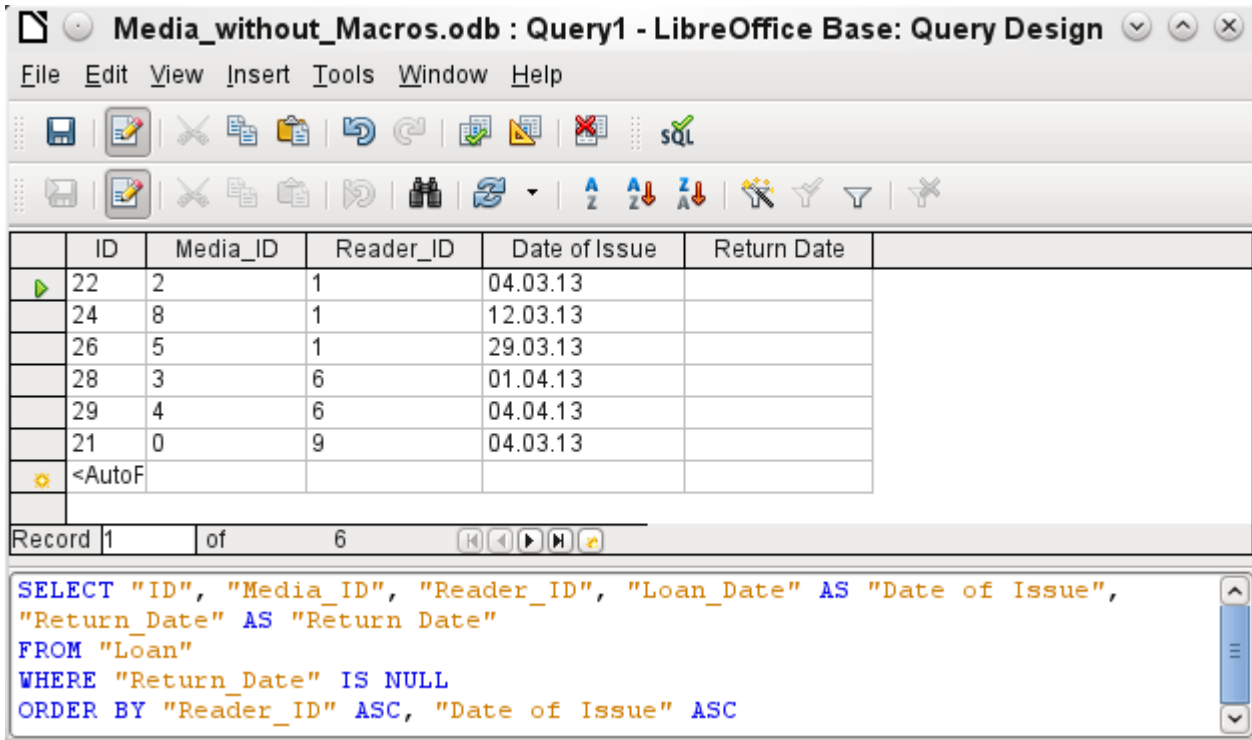 Media_without_Macros.odb : Query1 - LibreOffice Base: Query Design
File Edit View Insert Tools Window Help
SQL
A Z A Z Z A
ID Media_ID Reader_ID Date of Issue Return Date
22 2 1 04.03.13
24 8 1 12.03.13
26 5 1 29.03.13
28 3 6 01.04.13
29 4 6 04.04.13
21 0 9 04.03.13
<AutoF
Record 1 of 6
SELECT "ID", "Media_ID", "Reader_ID", "Loan_Date" AS "Date of Issue",
"Return_Date" AS "Return Date"
FROM "Loan"
WHERE "Return_Date" IS NULL
ORDER BY "Reader_ID" ASC, "Date of Issue" ASC